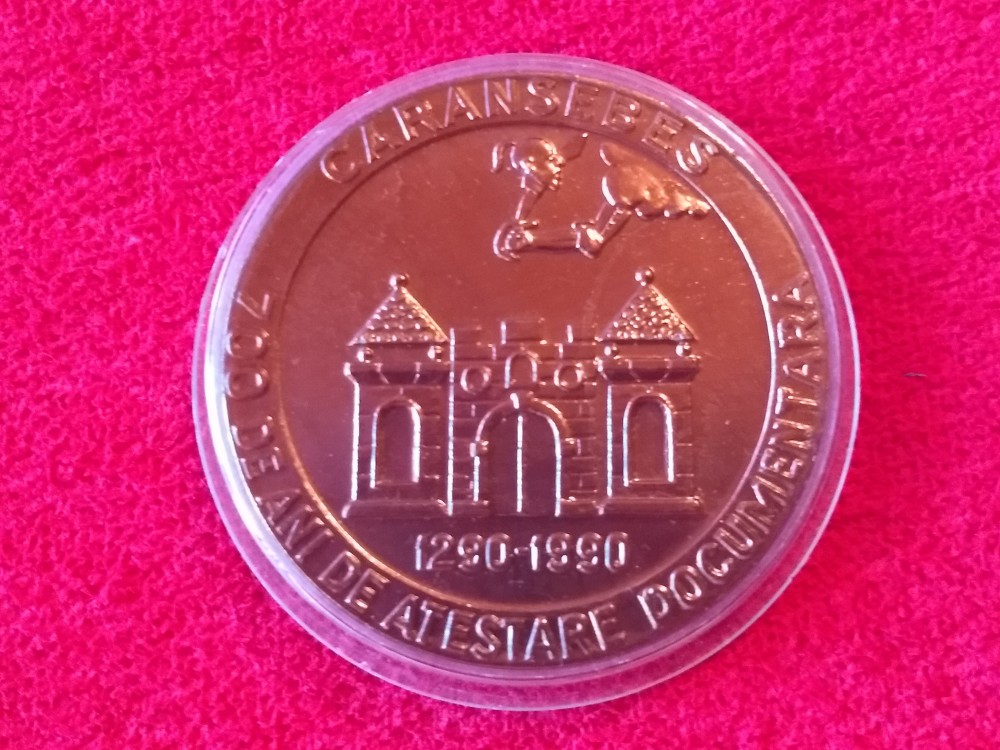 CARANSEBEȘ
700 DE ANI DE ATESTARE DOCUMENTARĂ
1290-1990